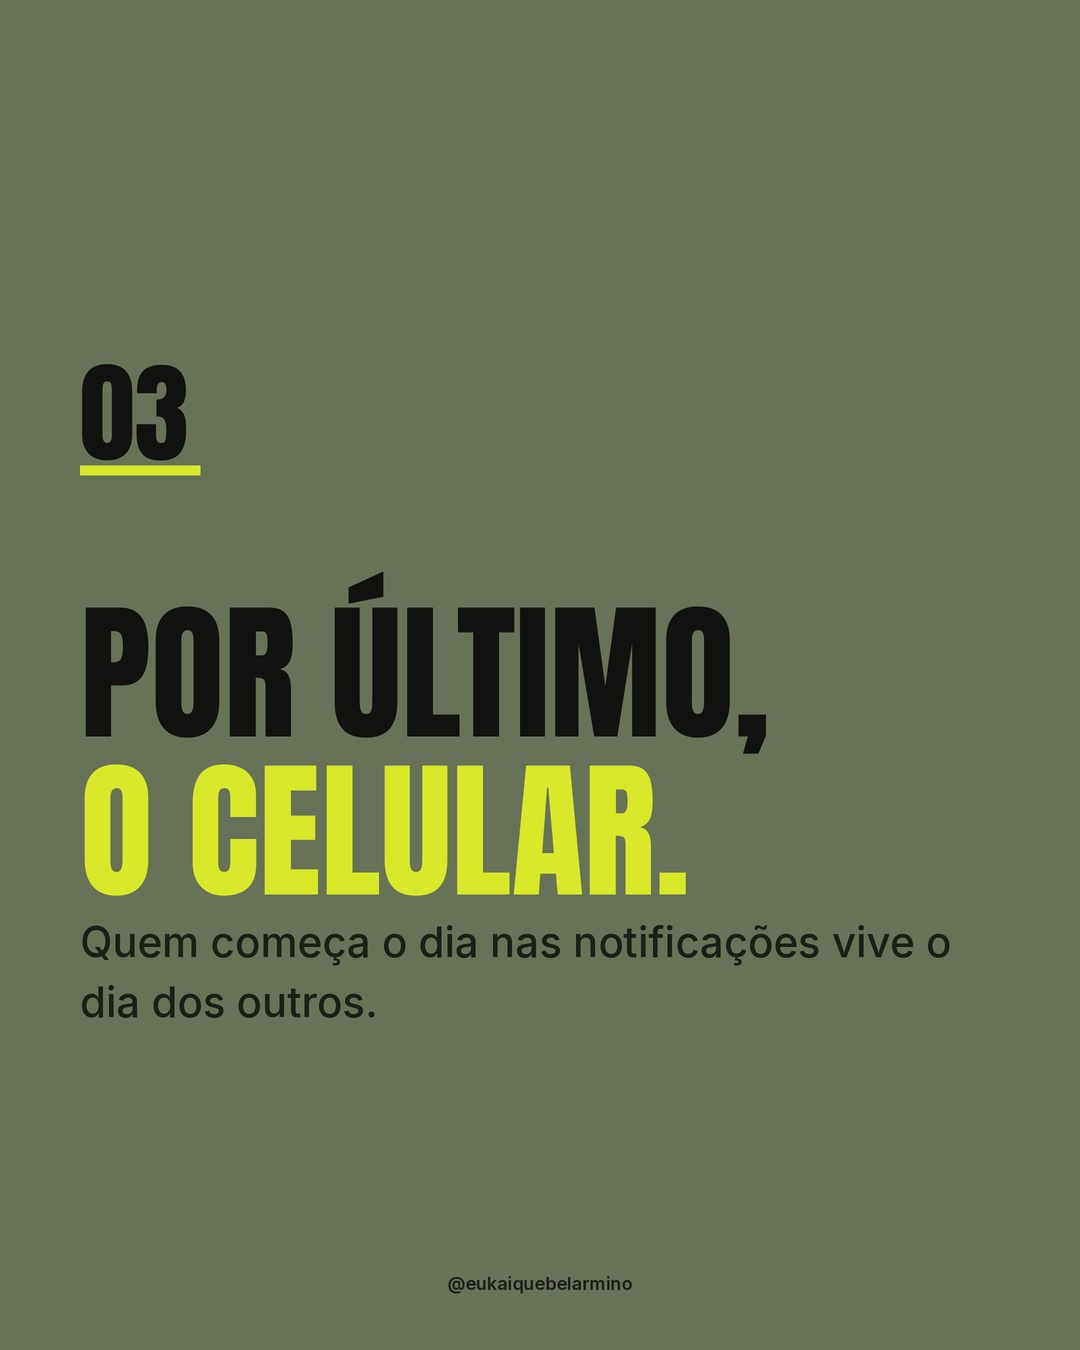 03
POR ÚLTIMO,
O CELULAR.
Quem começa o dia nas notificações vive o
dia dos outros.
@eukaiquebelarmino